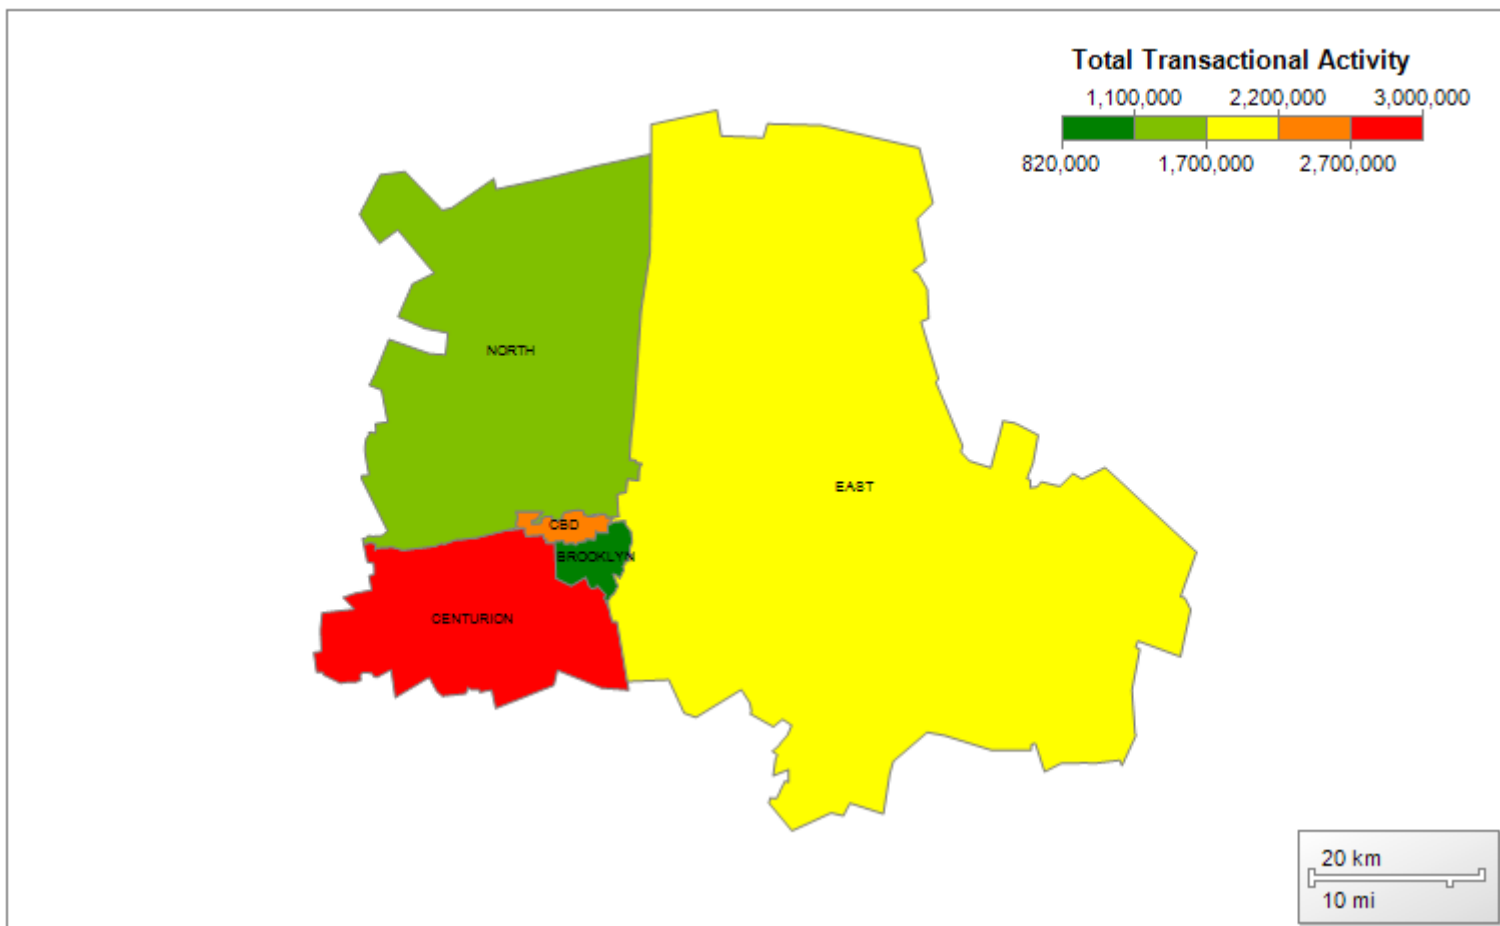 Total Transactional Activity
1,100,000 2,200,000 3,000,000
820,000 1,700,000 2,700,000
NORTH
EAST
CBD
BROOKLYN
CENTURION
20 km
10 mi